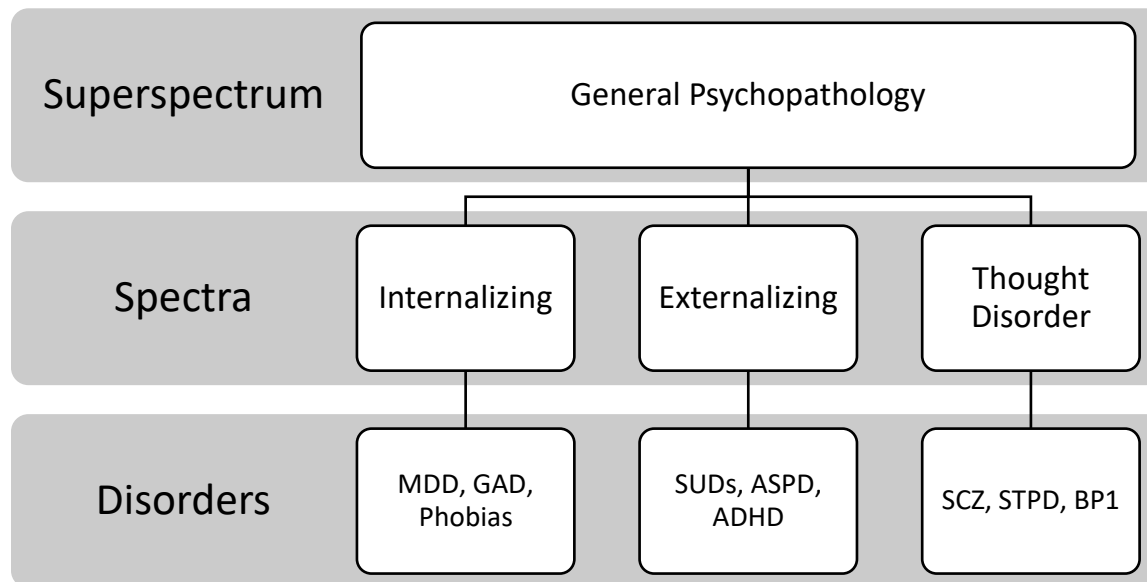 Superspectrum
General Psychopathology
Spectra
Internalizing
Externalizing
Thought
Disorder
Disorders
MDD, GAD,
Phobias
SUDs, ASPD,
ADHD
SCZ, STPD, BP1